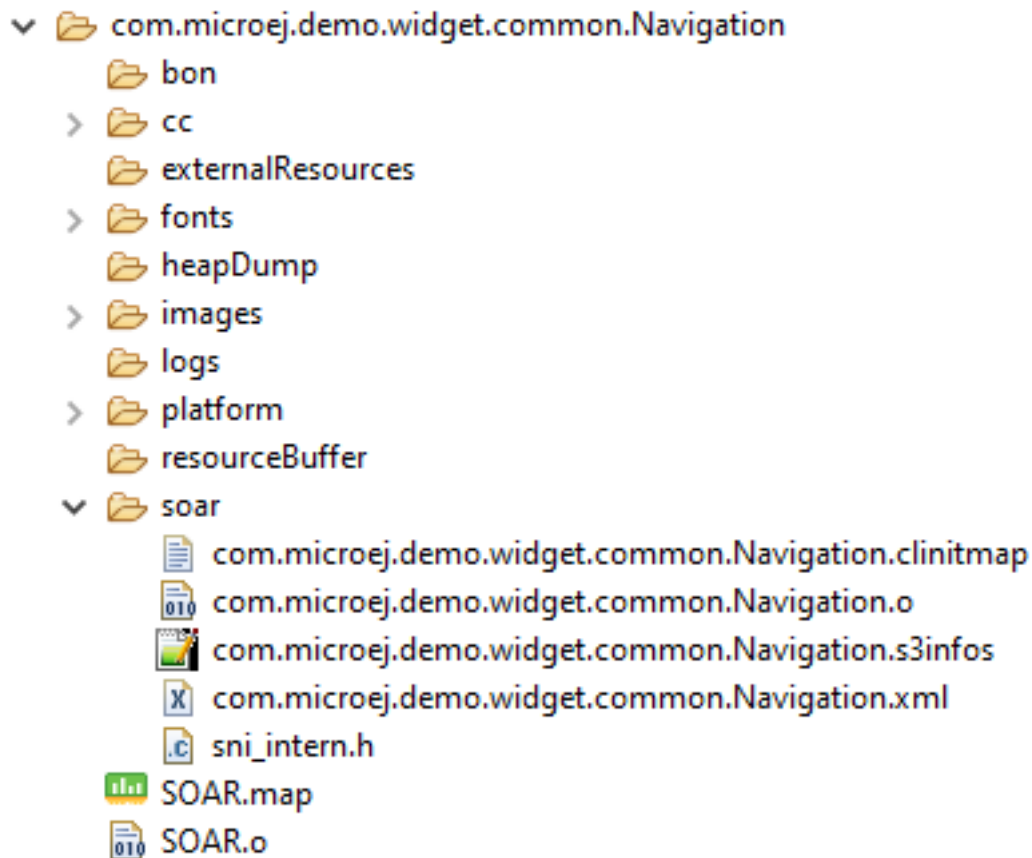 com.microej.demo.widget.common.Navigation
bon
cc
externalResources
fonts
heapDump
images
logs
platform
resourceBuffer
soar
com.microej.demo.widget.common.Navigation.clinitmap
com.microej.demo.widget.common.Navigation.o
com.microej.demo.widget.common.Navigation.s3infos
com.microej.demo.widget.common.Navigation.xml
sni_intern.h
SOAR.map
SOAR.o